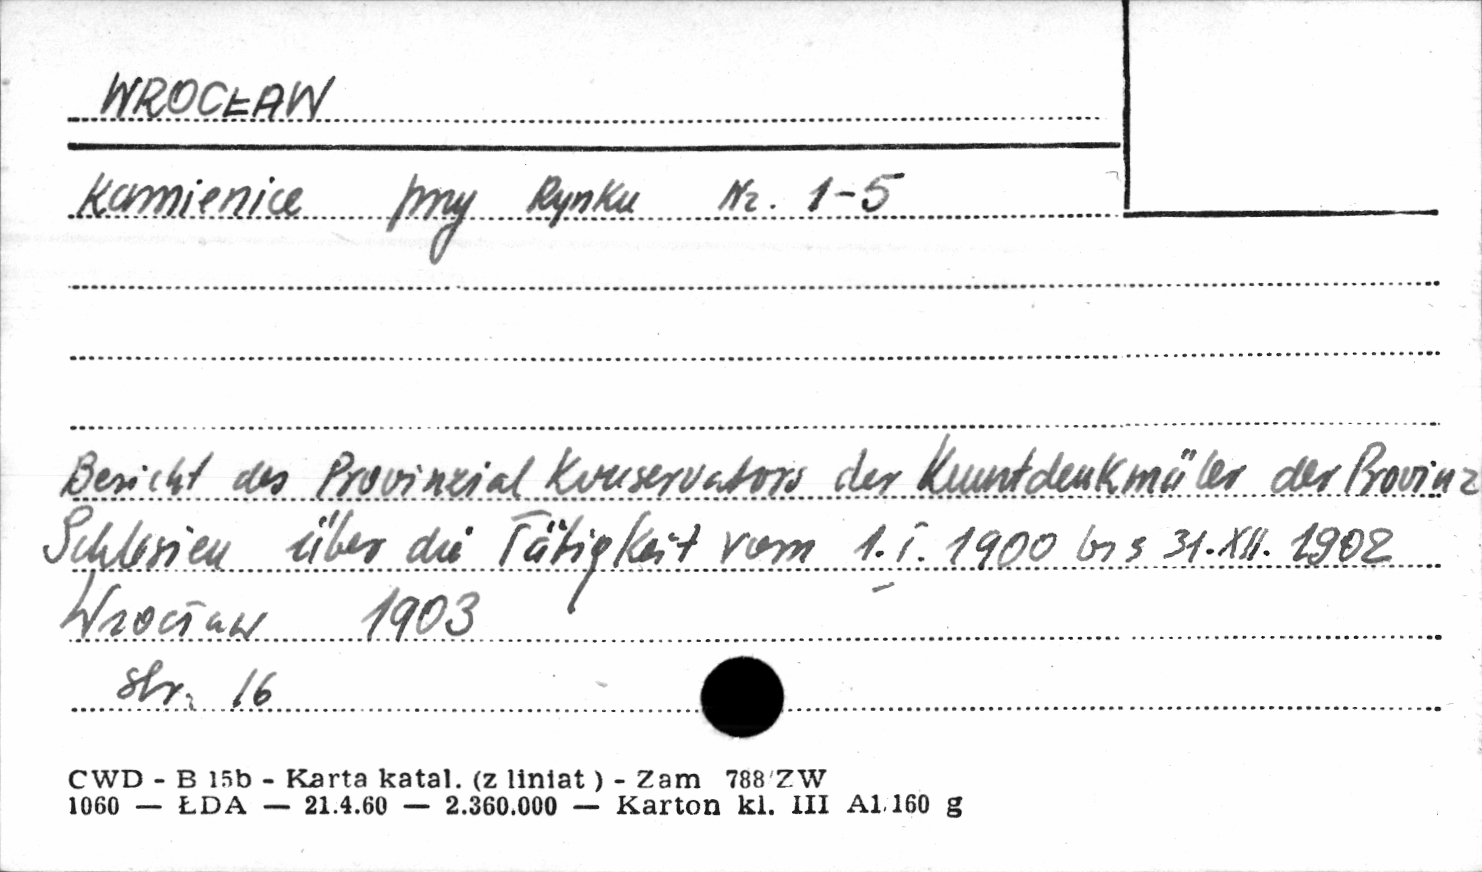 WROCŁAW
Kamienice przy Rynku Nr. 1-5
Bericht des Provinzial Konservators der Kunstdenkmäler der Provinz
Schlesien über die Tätigkeit vom 1.I. 1900 bis 31.XII. 1902
Wrocław 1903
str. 16
CWD - B 15b - Karta katal. (z liniat ) - Zam 788/ZW
1060 — ŁDA — 21.4.60 — 2.360.000 — Karton kl. III A1 160 g